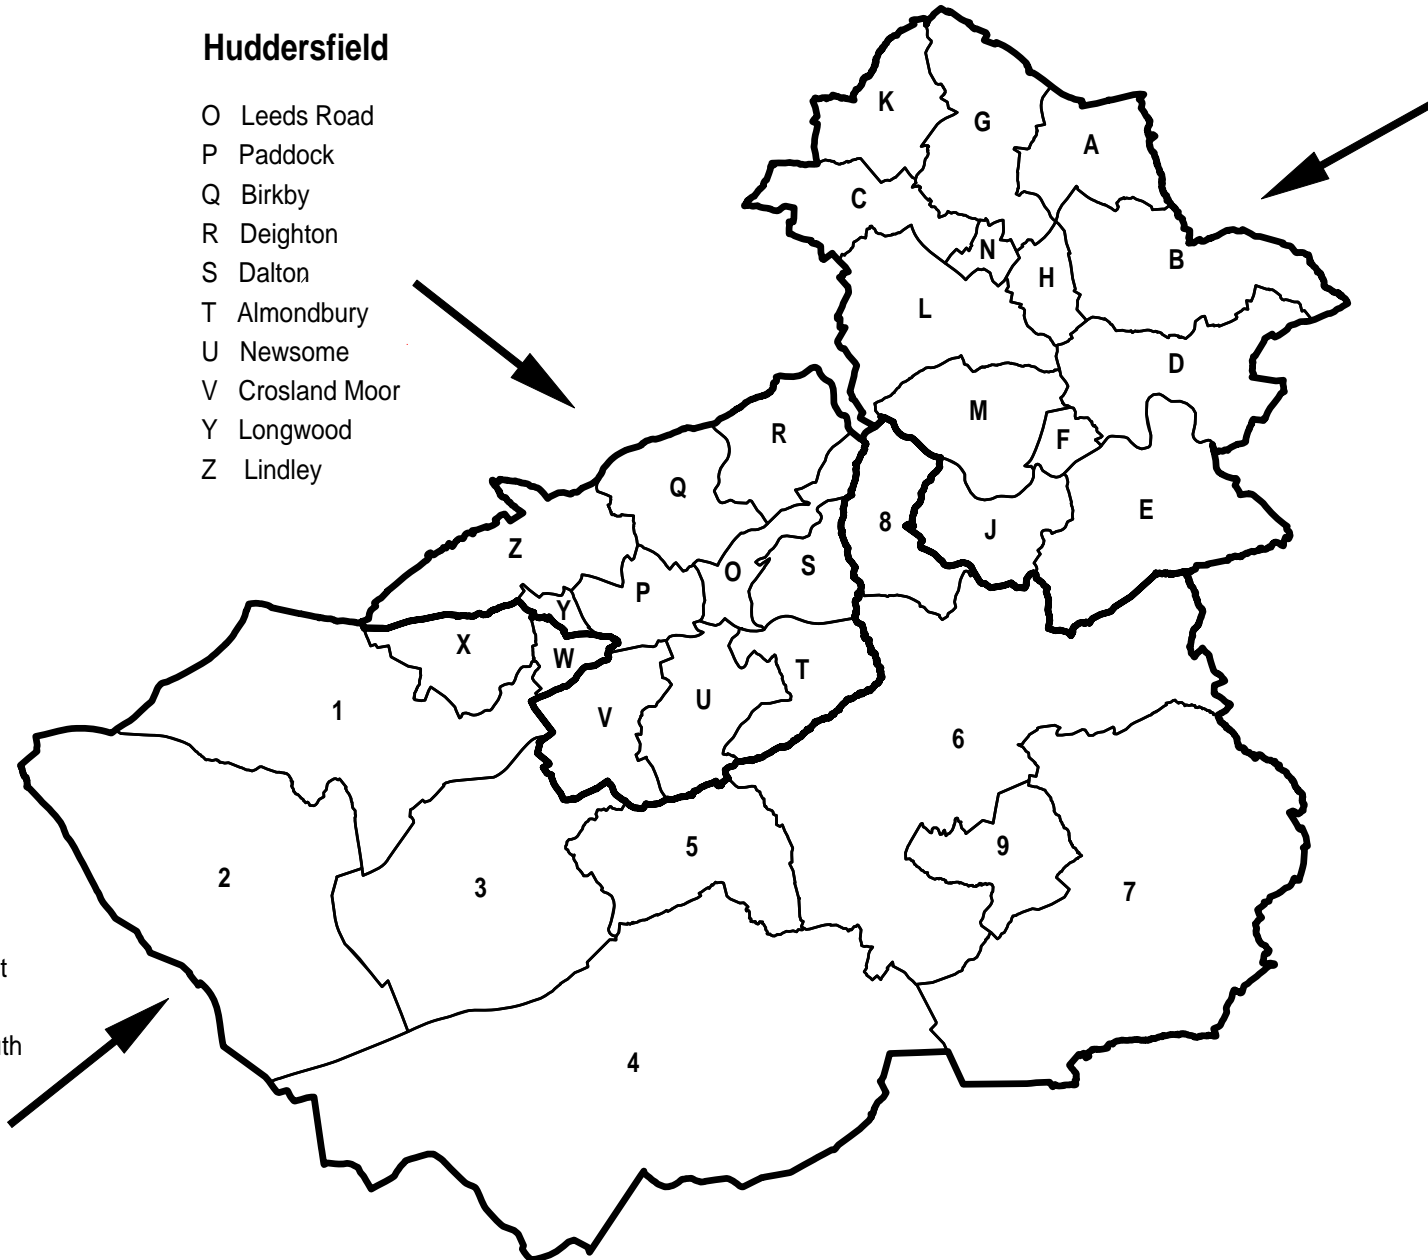 Huddersfield
O Leeds Road
P Paddock
Q Birkby
R Deighton
S Dalton
T Almondbury
U Newsome
V Crosland Moor
Y Longwood
Z Lindley
K
G
A
C
N
B
H
L
D
M
F
R
Q
E
8
J
Z
O
S
P
Y
X
W
T
1
U
V
6
5
9
2
3
7
t
th
4